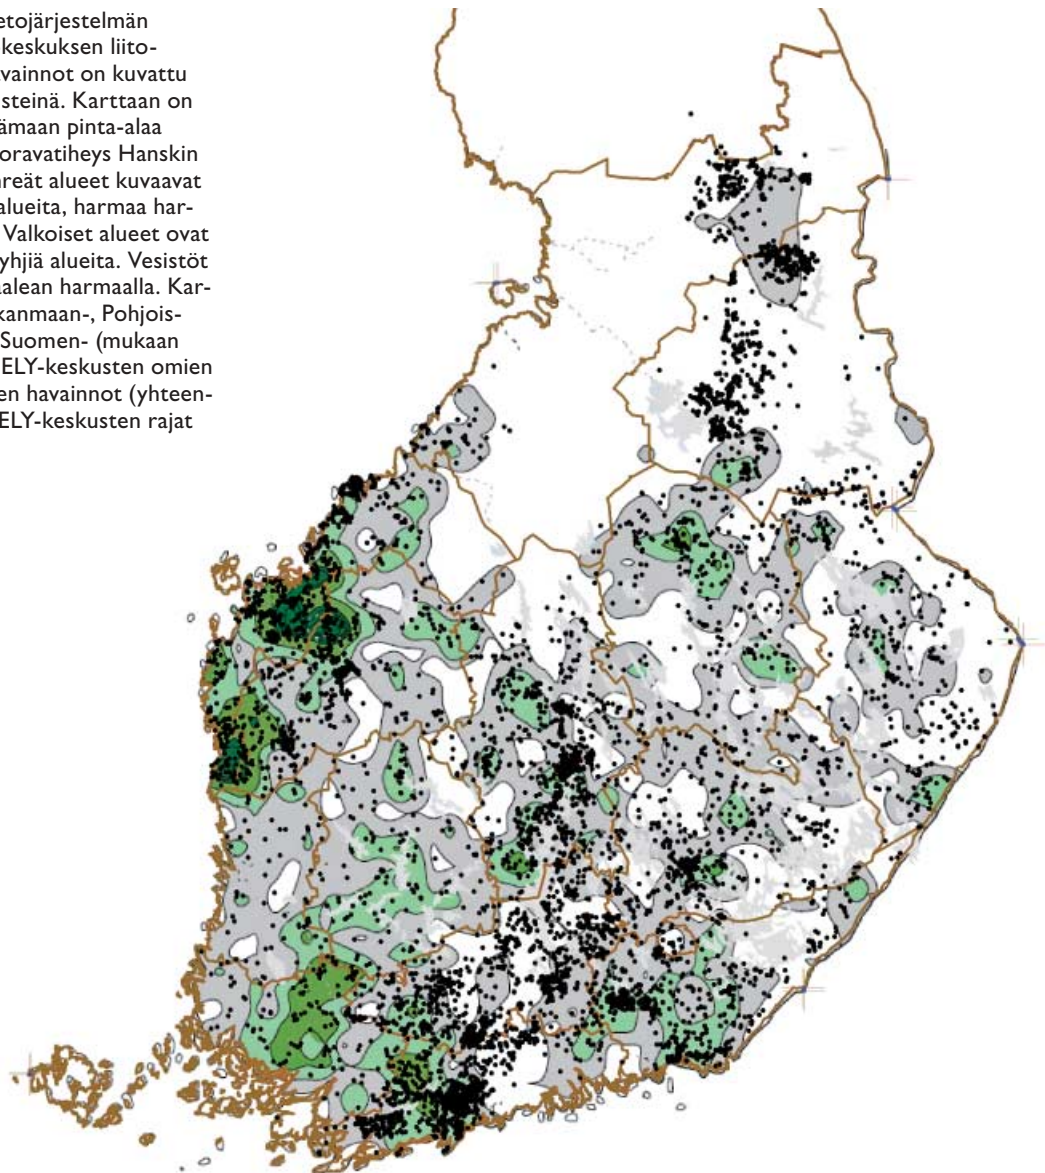 etojärjestelmän
keskuksen liito-
vainnot on kuvattu
steinä. Karttaan on
ämaan pinta-alaa
oravatiheys Hanskin
hreät alueet kuvaavat
alueita, harmaa har-
Valkoiset alueet ovat
yhjiä alueita. Vesistöt
aalean harmaalla. Kar-
kanmaan-, Pohjois-
Suomen- (mukaan
ELY-keskusten omien
en havainnot (yhteen-
ELY-keskusten rajat